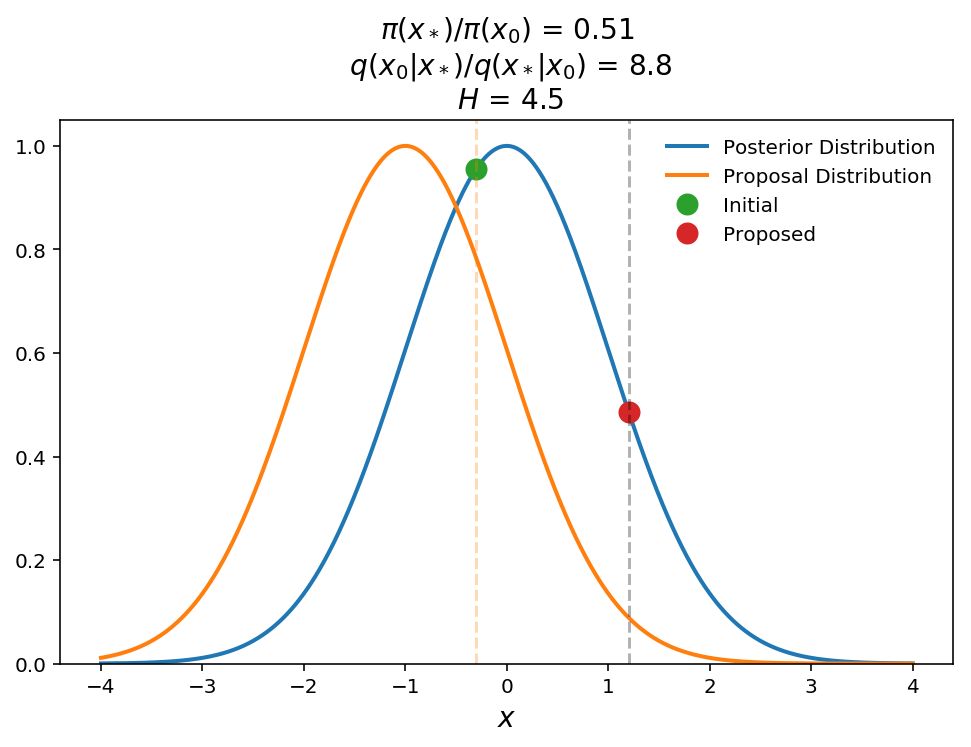 π(x*)/π(x₀) = 0.51
q(x₀|x*)/q(x*|x₀) = 8.8
H = 4.5
Posterior Distribution
Proposal Distribution
Initial
Proposed
1.0
0.8
0.6
0.4
0.2
0.0
−4 −3 −2 −1 0 1 2 3 4
x